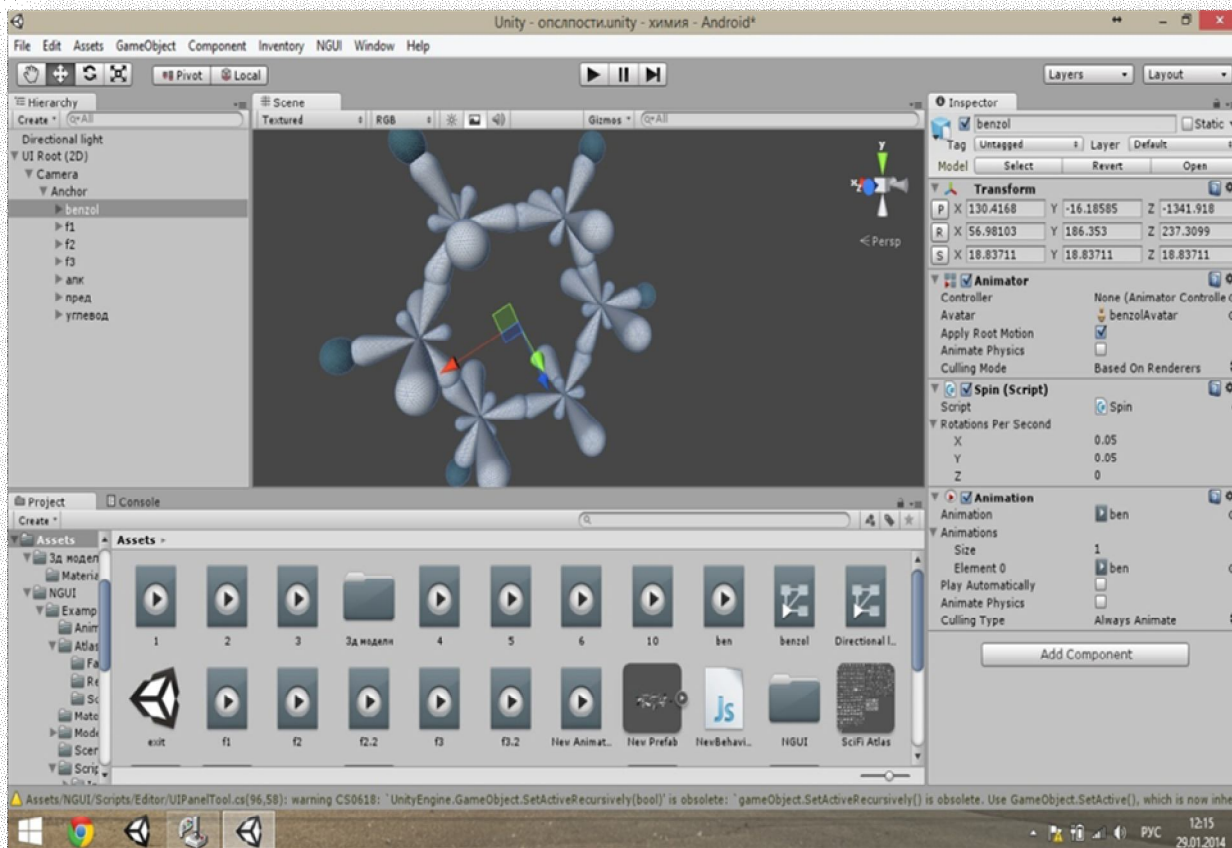 Unity - опслпости.unity - химия - Android*
File Edit Assets GameObject Component Inventory NGUI Window Help
Pivot Local Layers Layout
Hierarchy
Create All
Directional light
UI Root (2D)
Camera
Anchor
benzol
f1
f2
f3
апк
пред
углевод
Scene
Textured RGB Gizmos All
y
x
Persp
Inspector
benzol Static
Tag Untagged Layer Default
Model Select Revert Open
Transform
P X 130.4168 Y -16.18585 Z -1341.918
R X 56.98103 Y 186.353 Z 237.3099
S X 18.83711 Y 18.83711 Z 18.83711
Animator
Controller None (Animator Controlle
Avatar benzolAvatar
Apply Root Motion
Animate Physics
Culling Mode Based On Renderers
Spin (Script)
Script Spin
Rotations Per Second
X 0.05
Y 0.05
Z 0
Animation
Animation ben
Animations
Size 1
Element 0 ben
Play Automatically
Animate Physics
Culling Type Always Animate
Add Component
Project Console
Create
Assets
3д модел
Materia
NGUI
Examp
Anim
Atlas
Fa
Re
Sc
Mate
Mode
Scer
Scrip
Assets
1 2 3 3д модели 4 5 6 10 ben benzol Directional l...
Js
exit f1 f2 f2.2 f3 f3.2 New Animat... New Prefab NewBehavi... NGUI SciFi Atlas
Assets/NGUI/Scripts/Editor/UIPanelTool.cs(96,58): warning CS0618: `UnityEngine.GameObject.SetActiveRecursively(bool)' is obsolete: `gameObject.SetActiveRecursively() is obsolete. Use GameObject.SetActive(), which is now inhe
РУС 12:15
29.01.2014